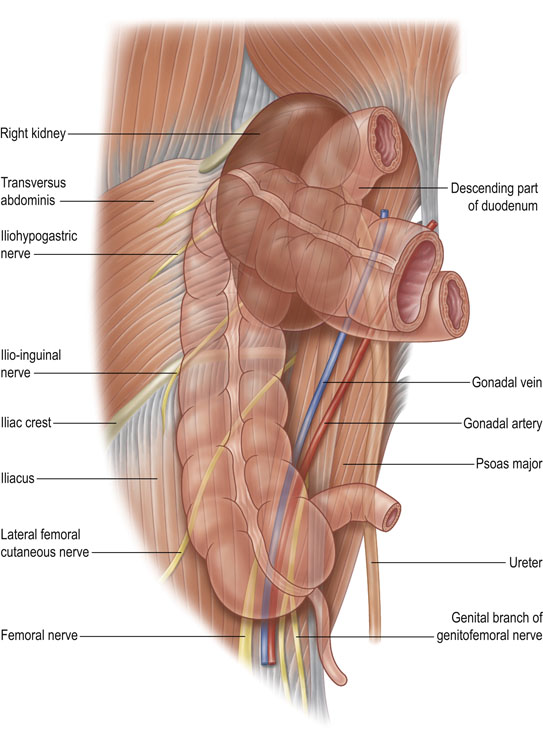 Right kidney
Transversus
abdominis
Iliohypogastric
nerve
Ilio-inguinal
nerve
Iliac crest
Iliacus
Lateral femoral
cutaneous nerve
Femoral nerve
Descending part
of duodenum
Gonadal vein
Gonadal artery
Psoas major
Ureter
Genital branch of
genitofemoral nerve